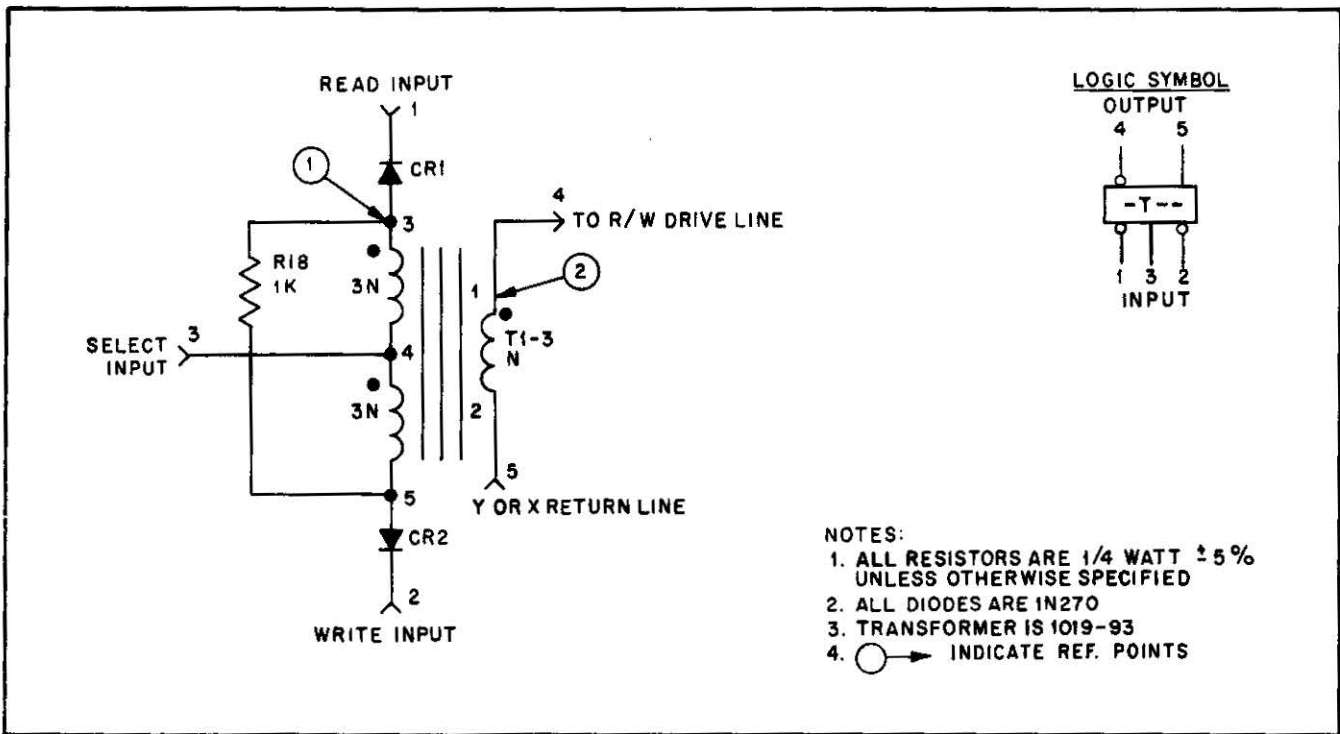 READ INPUT
1
CR1
1
3
R18
1K
3N
4
TO R/W DRIVE LINE
2
1
T1-3
N
SELECT INPUT
3
4
3N
2
5
5
Y OR X RETURN LINE
CR2
2
WRITE INPUT
LOGIC SYMBOL
OUTPUT
4 5
-T--
1 3 2
INPUT
NOTES:
1. ALL RESISTORS ARE 1/4 WATT ±5%
UNLESS OTHERWISE SPECIFIED
2. ALL DIODES ARE 1N270
3. TRANSFORMER IS 1019-93
4. INDICATE REF. POINTS